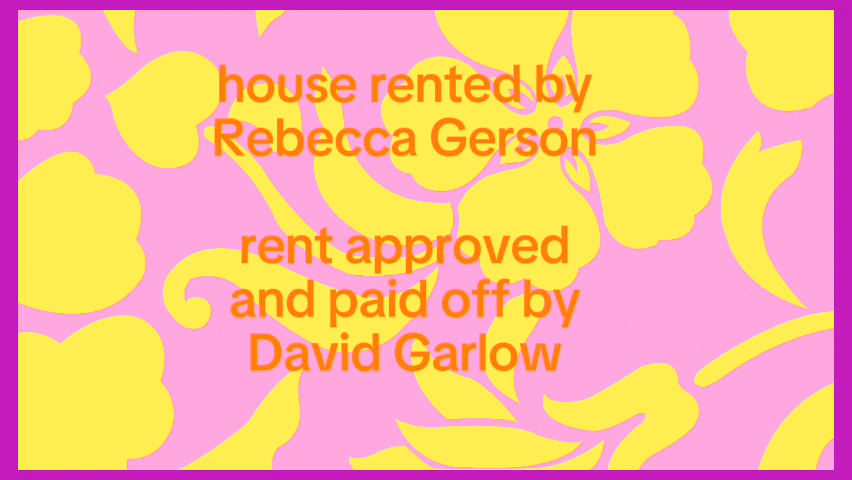 house rented by
Rebecca Gerson
rent approved
and paid off by
David Garlow